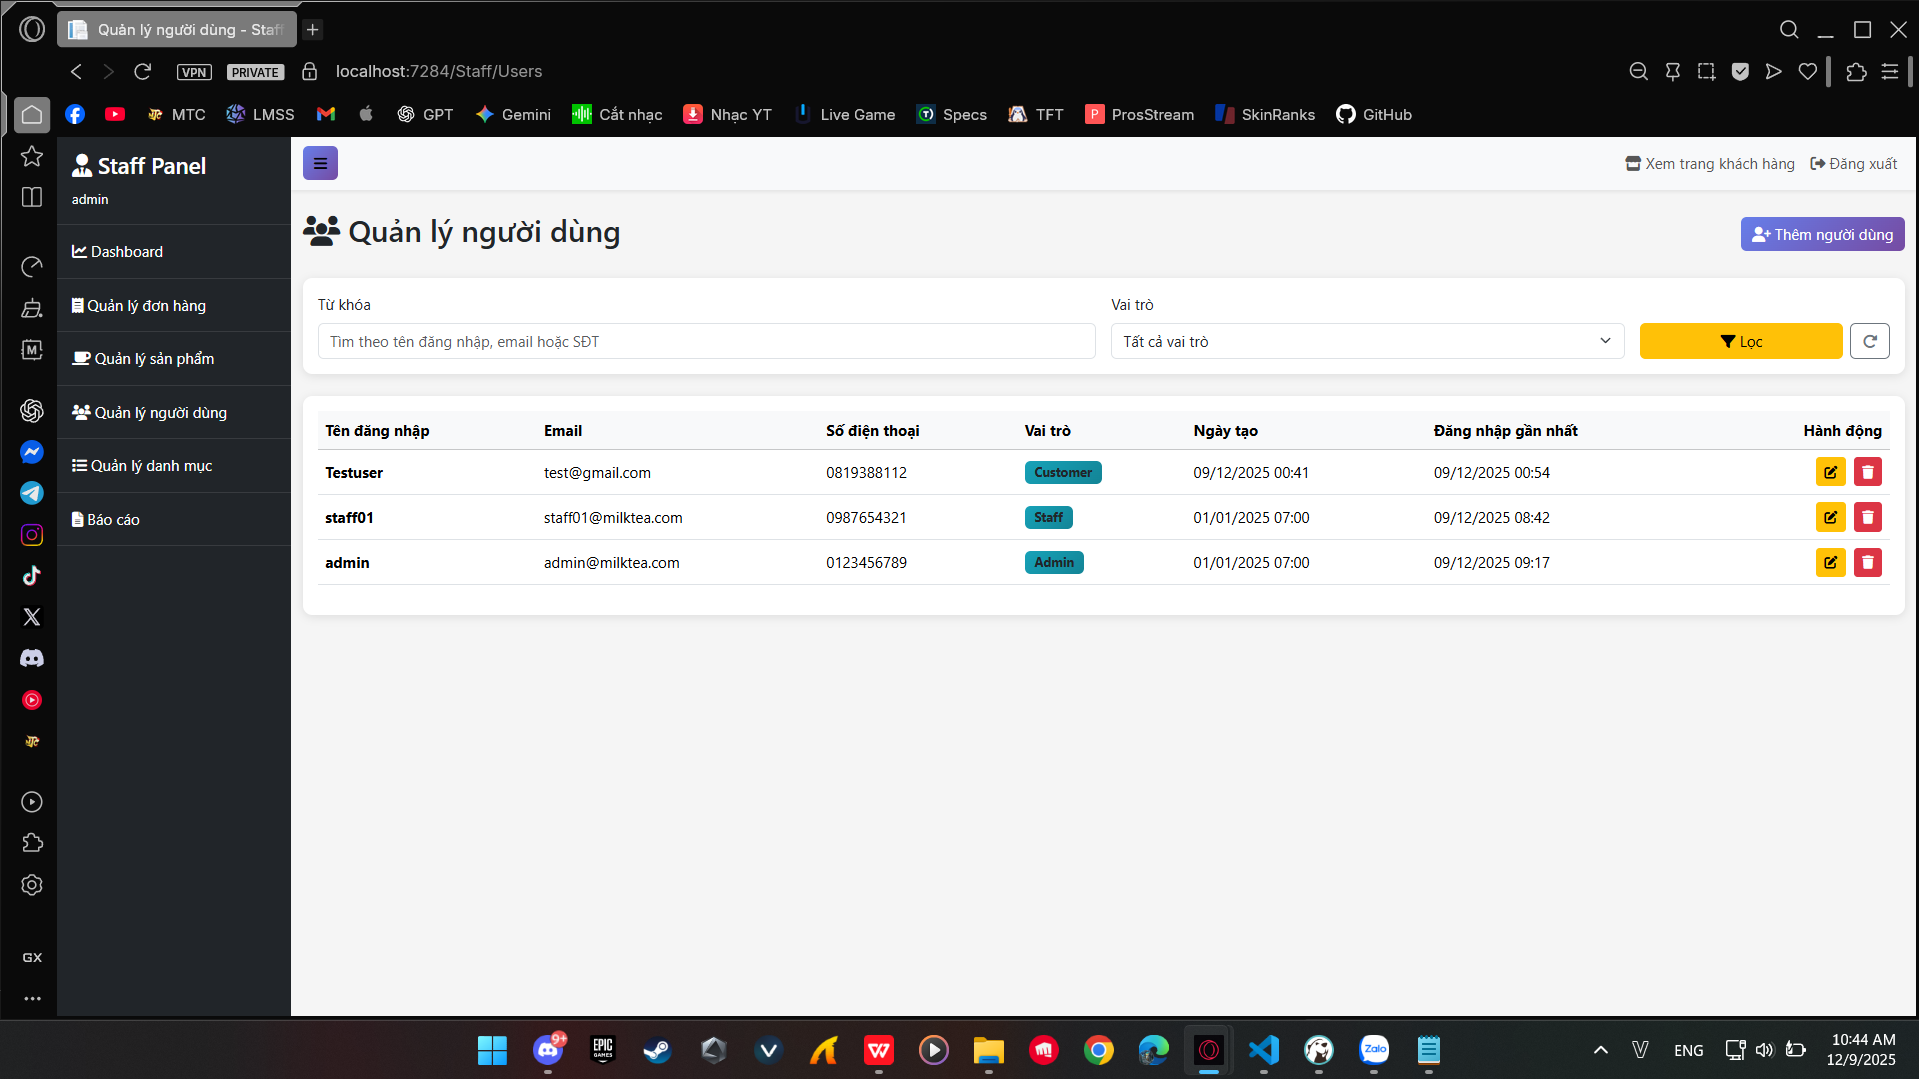 Quản lý người dùng - Staff
VPN
PRIVATE
localhost:7284/Staff/Users
MTC
LMSS
GPT
Gemini
Cắt nhạc
Nhạc YT
Live Game
Specs
TFT
ProsStream
SkinRanks
GitHub
Staff Panel
admin
Dashboard
Quản lý đơn hàng
Quản lý sản phẩm
Quản lý người dùng
Quản lý danh mục
Báo cáo
GX
Xem trang khách hàng
Đăng xuất
Quản lý người dùng
Thêm người dùng
Từ khóa
Vai trò
Tìm theo tên đăng nhập, email hoặc SĐT
Tất cả vai trò
Lọc
Tên đăng nhập Email Số điện thoại Vai trò Ngày tạo Đăng nhập gần nhất Hành động
Testuser test@gmail.com 0819388112 Customer 09/12/2025 00:41 09/12/2025 00:54
staff01 staff01@milktea.com 0987654321 Staff 01/01/2025 07:00 09/12/2025 08:42
admin admin@milktea.com 0123456789 Admin 01/01/2025 07:00 09/12/2025 09:17
9+
EPIC
GAMES
Zalo
ENG
10:44 AM
12/9/2025